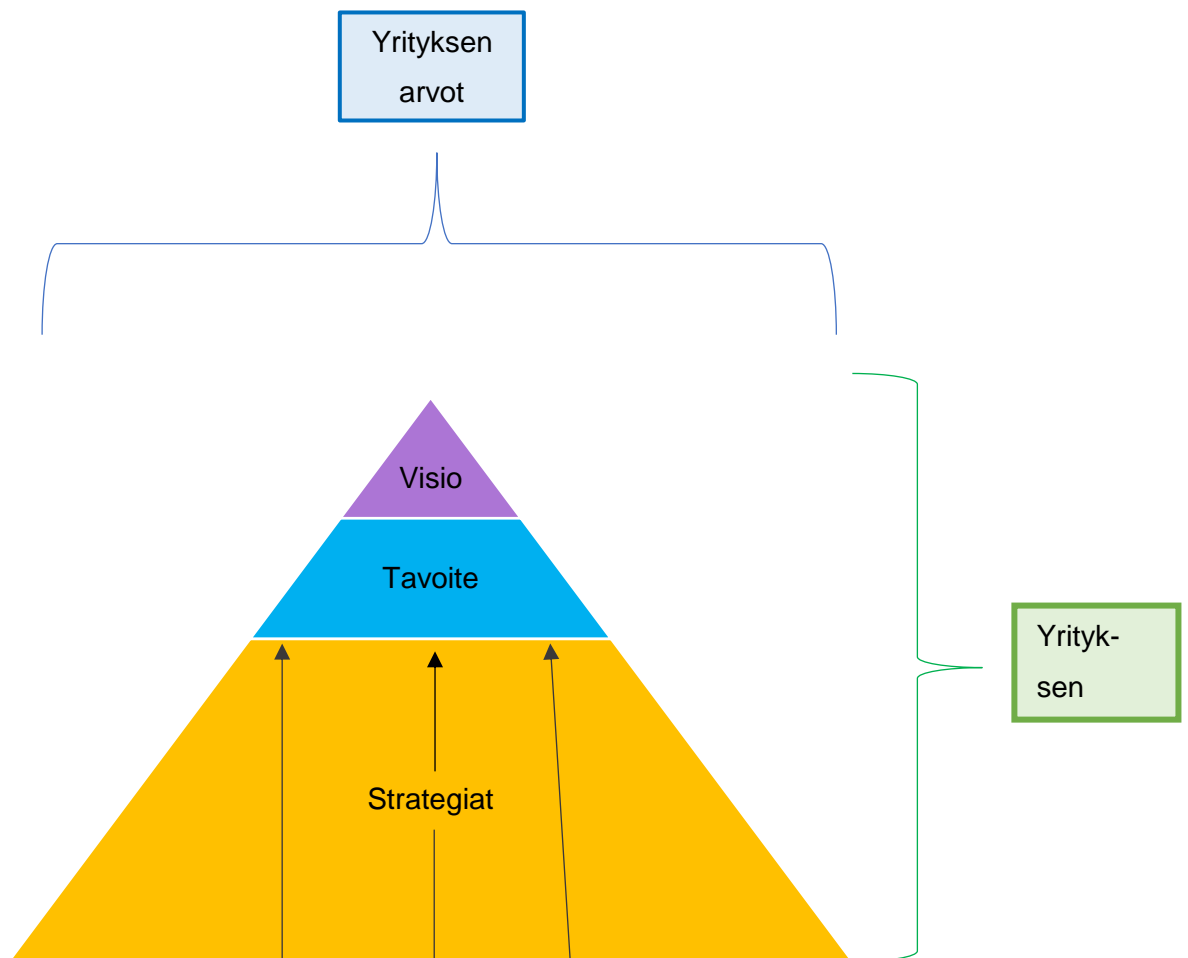 Yrityksen
arvot
Visio
Tavoite
Yrityk-
sen
Strategiat